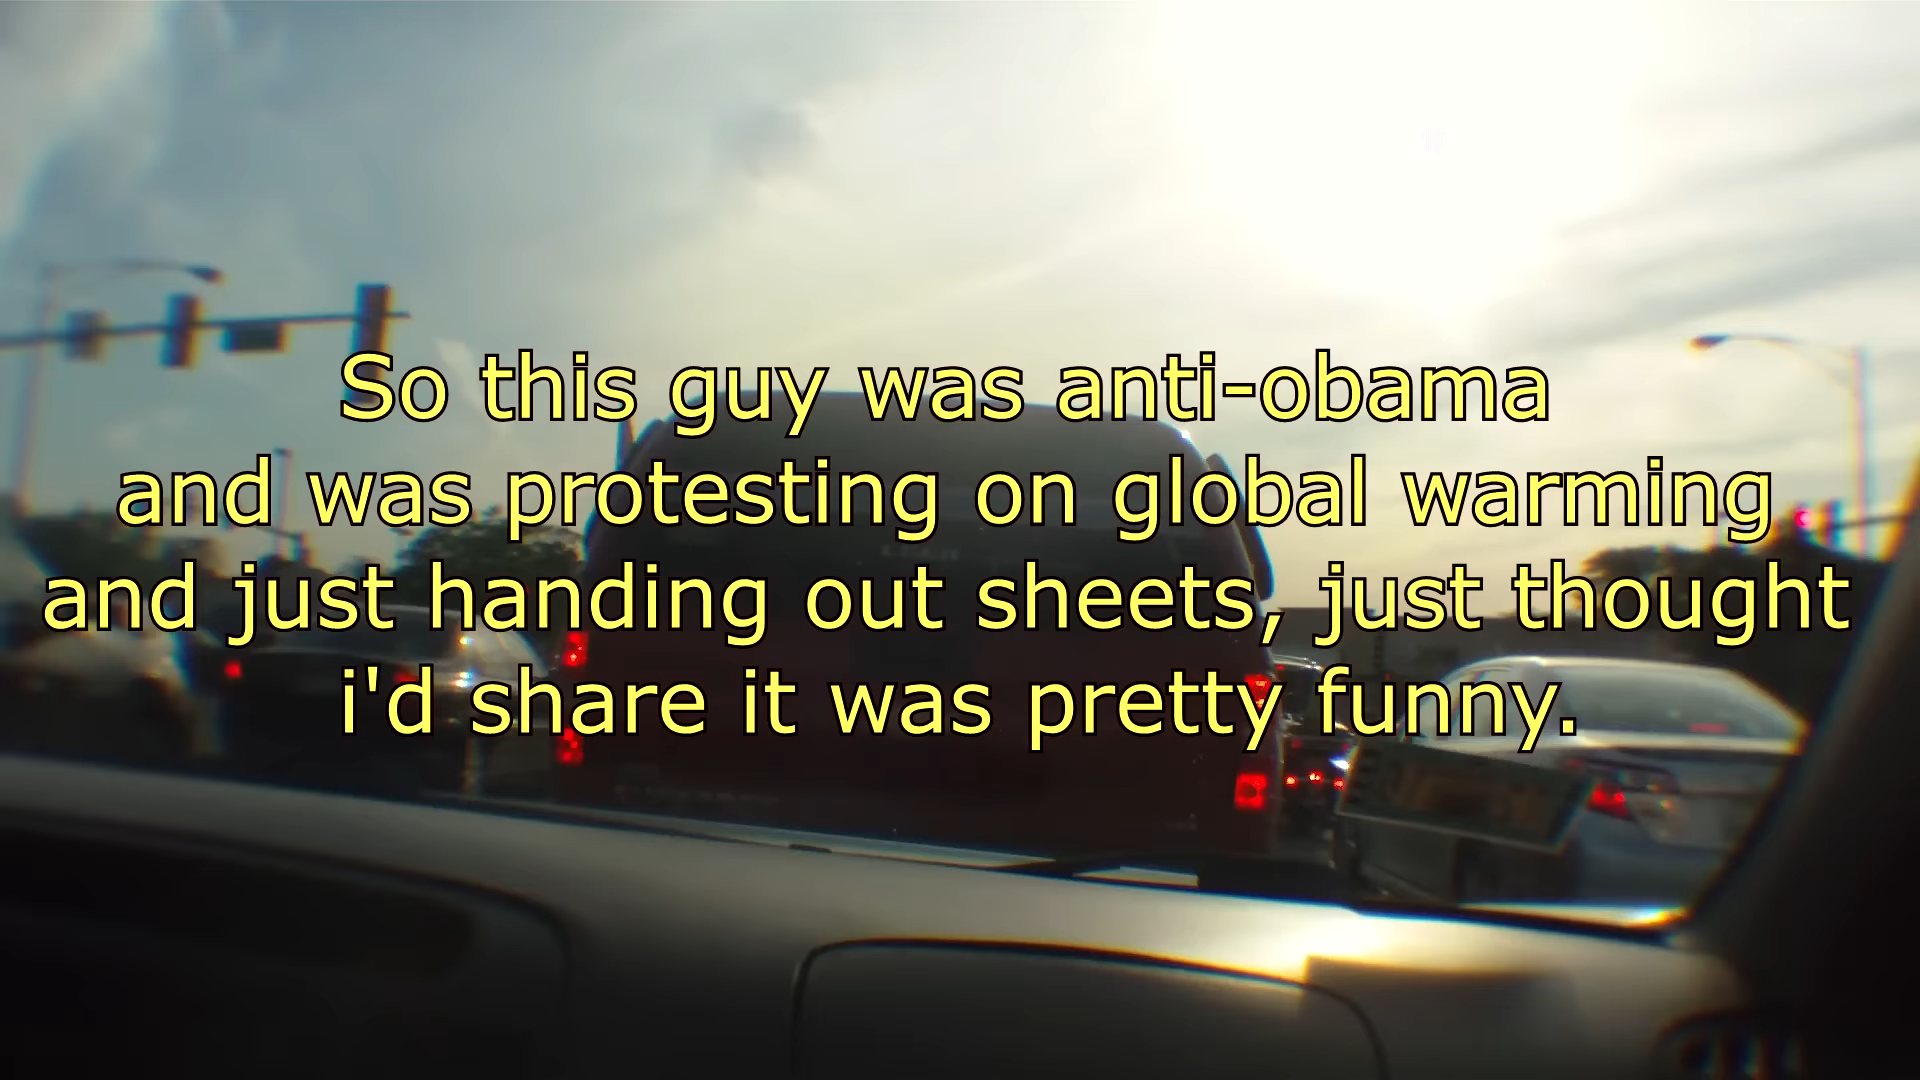 So this guy was anti-obama
and was protesting on global warming
and just handing out sheets, just thought
i'd share it was pretty funny.